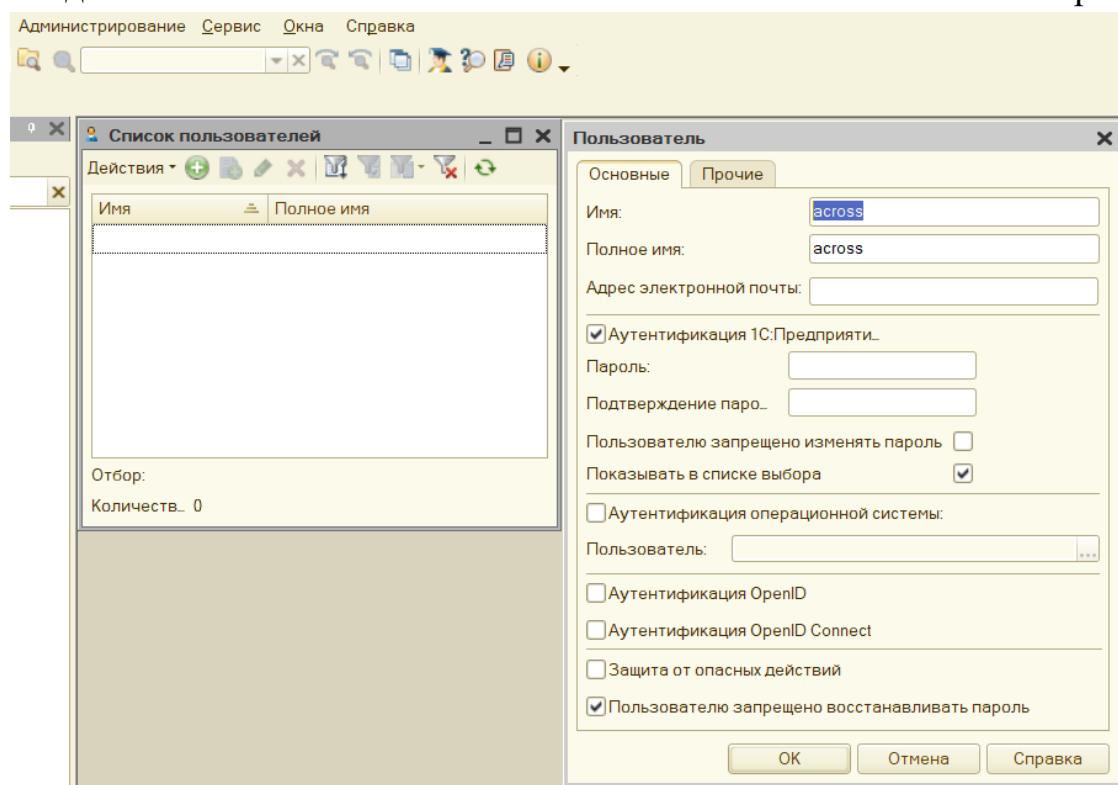 Администрирование Сервис Окна Справка
Список пользователей
Действия
Имя Полное имя
Отбор:
Количеств... 0
Пользователь
Основные Прочие
Имя: across
Полное имя: across
Адрес электронной почты:
Аутентификация 1С:Предприяти...
Пароль:
Подтверждение паро...
Пользователю запрещено изменять пароль
Показывать в списке выбора
Аутентификация операционной системы:
Пользователь: ...
Аутентификация OpenID
Аутентификация OpenID Connect
Защита от опасных действий
Пользователю запрещено восстанавливать пароль
ОК Отмена Справка